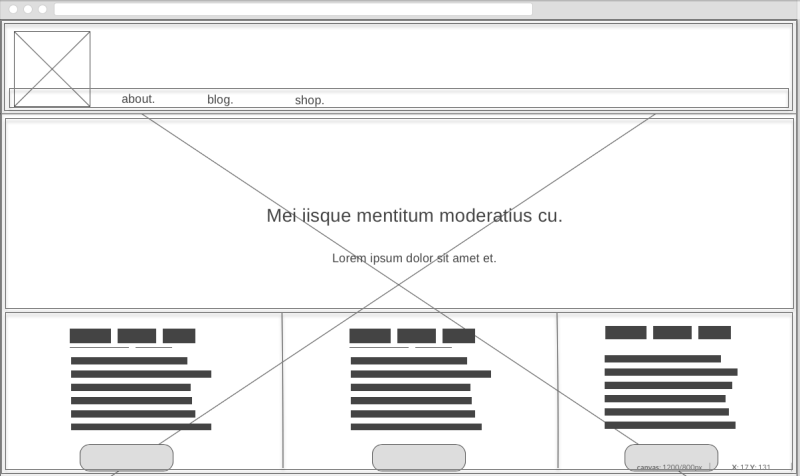 about. blog. shop.
Mei iisque mentitum moderatius cu.
Lorem ipsum dolor sit amet et.
canvas: 1200/800px X: 17 Y: 131